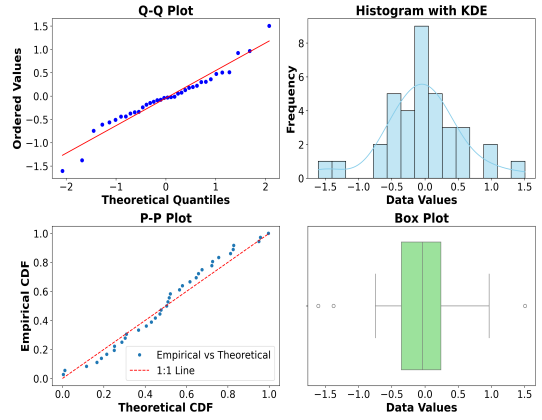 Q-Q Plot
Ordered Values
1.5
1.0
0.5
0.0
−0.5
−1.0
−1.5
−2 −1 0 1 2
Theoretical Quantiles
Histogram with KDE
Frequency
8
6
4
2
0
−1.5 −1.0 −0.5 0.0 0.5 1.0 1.5
Data Values
P-P Plot
Empirical CDF
1.0
0.8
0.6
0.4
0.2
0.0
Empirical vs Theoretical
1:1 Line
0.0 0.2 0.4 0.6 0.8 1.0
Theoretical CDF
Box Plot
−1.5 −1.0 −0.5 0.0 0.5 1.0 1.5
Data Values